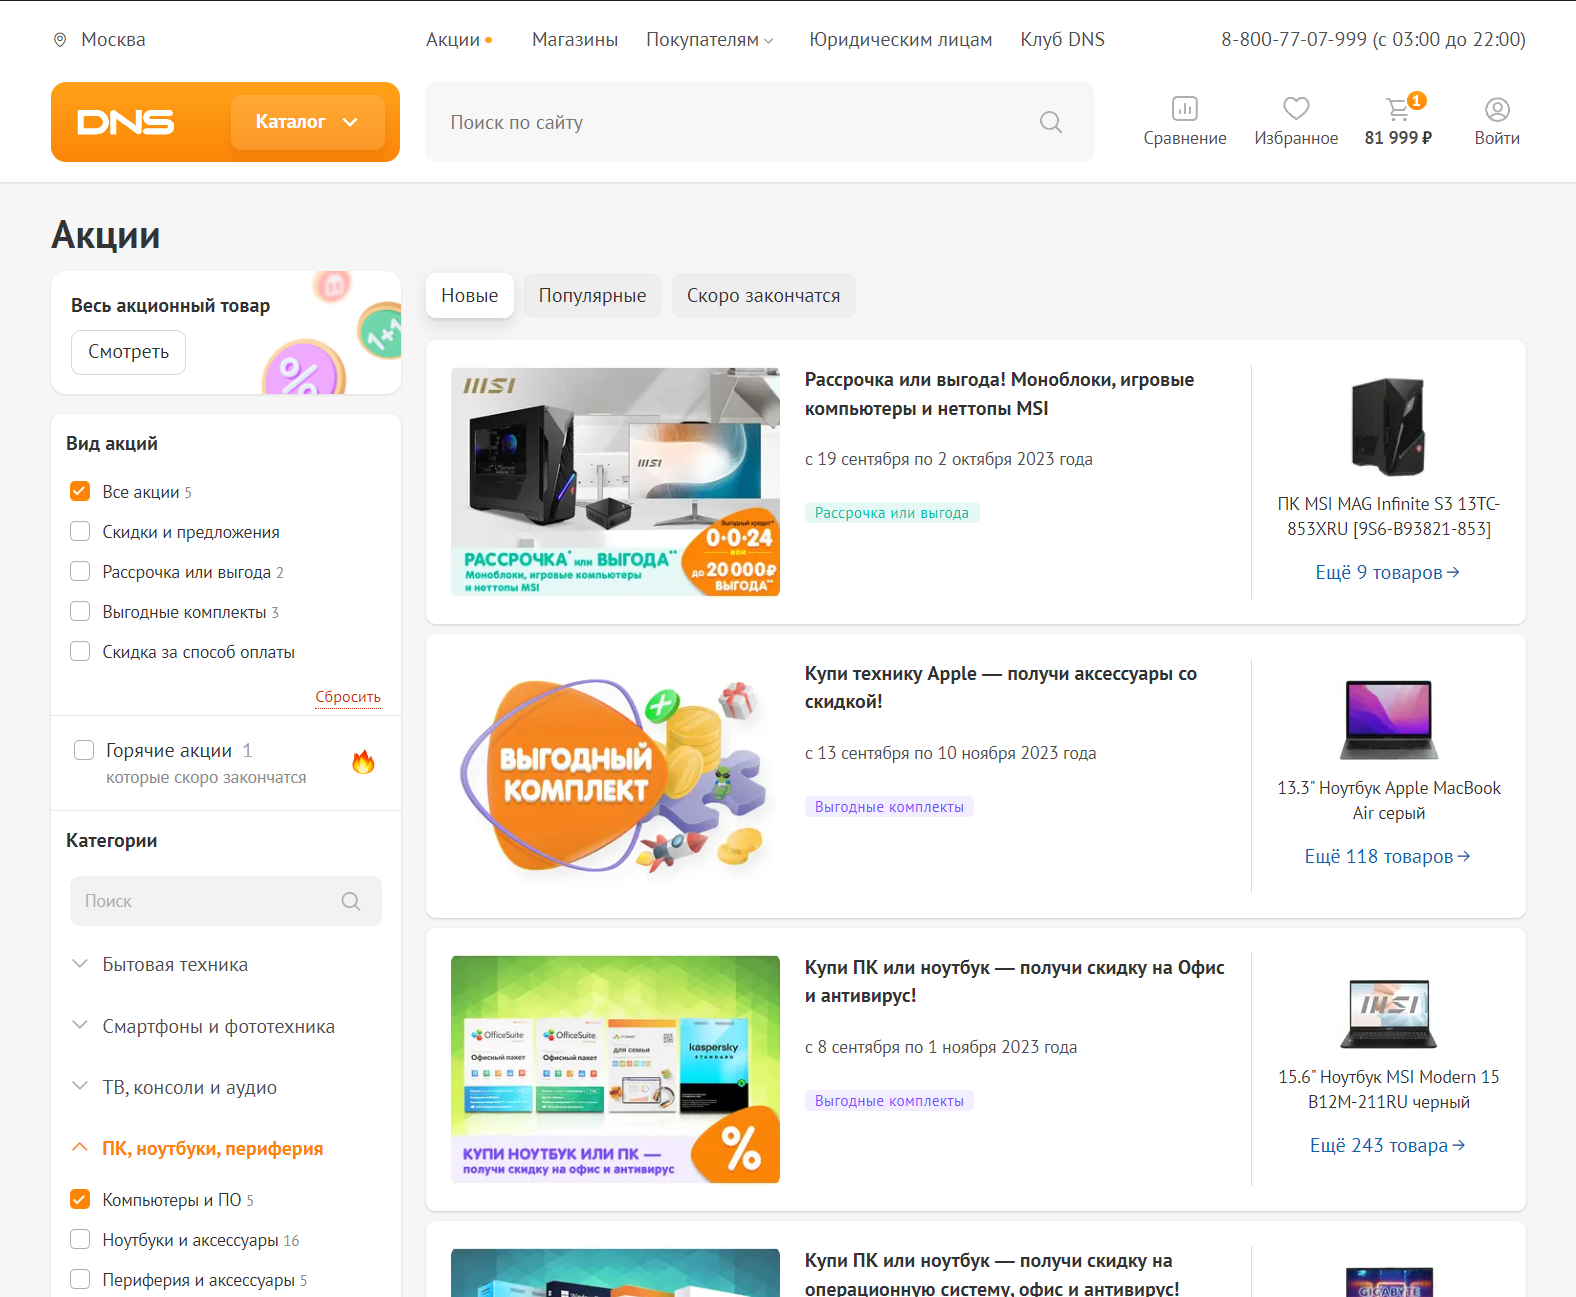 Москва
Акции
Магазины
Покупателям
Юридическим лицам
Клуб DNS
8-800-77-07-999 (с 03:00 до 22:00)
DNS
Каталог
Поиск по сайту
Сравнение
Избранное
1
81 999 ₽
Войти
Акции
Весь акционный товар
Смотреть
%
1+1
Вид акций
Все акции 5
Скидки и предложения
Рассрочка или выгода 2
Выгодные комплекты 3
Скидка за способ оплаты
Сбросить
Горячие акции 1
которые скоро закончатся
Категории
Поиск
Бытовая техника
Смартфоны и фототехника
ТВ, консоли и аудио
ПК, ноутбуки, периферия
Компьютеры и ПО 5
Ноутбуки и аксессуары 16
Периферия и аксессуары 5
Новые
Популярные
Скоро закончатся
msi
msi
Выгодный кредит*
0·0·24
или
до 20 000₽
ВЫГОДА**
РАССРОЧКА* или ВЫГОДА**
Моноблоки, игровые компьютеры
и неттопы MSI
Рассрочка или выгода! Моноблоки, игровые
компьютеры и неттопы MSI
с 19 сентября по 2 октября 2023 года
Рассрочка или выгода
ПК MSI MAG Infinite S3 13TC-
853XRU [9S6-B93821-853]
Ещё 9 товаров
ВЫГОДНЫЙ
КОМПЛЕКТ
Купи технику Apple — получи аксессуары со
скидкой!
с 13 сентября по 10 ноября 2023 года
Выгодные комплекты
13.3" Ноутбук Apple MacBook
Air серый
Ещё 118 товаров
OfficeSuite
Офисный пакет
OfficeSuite
Офисный пакет
для семьи
kaspersky
STANDARD
КУПИ НОУТБУК ИЛИ ПК —
получи скидку на офис и антивирус
%
Купи ПК или ноутбук — получи скидку на Офис
и антивирус!
с 8 сентября по 1 ноября 2023 года
Выгодные комплекты
msi
15.6" Ноутбук MSI Modern 15
B12M-211RU черный
Ещё 243 товара
Купи ПК или ноутбук — получи скидку на
операционную систему, офис и антивирус!
GIGABYTE